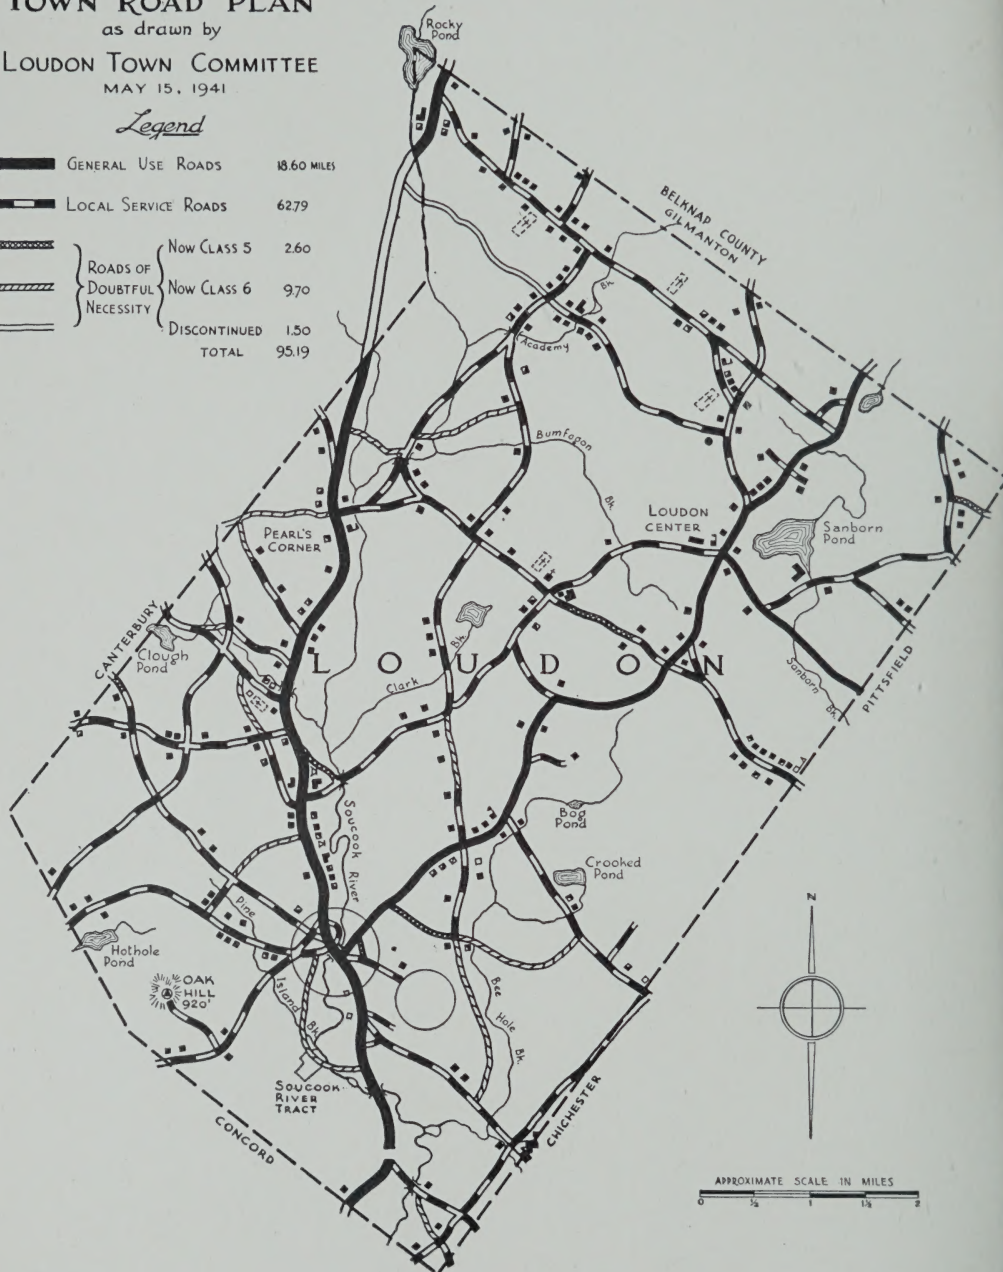 TOWN ROAD PLAN
as drawn by
LOUDON TOWN COMMITTEE
MAY 15, 1941
Legend
GENERAL USE ROADS 18.60 MILES
LOCAL SERVICE ROADS 62.79
ROADS OF DOUBTFUL NECESSITY
NOW CLASS 5 2.60
NOW CLASS 6 9.70
DISCONTINUED 1.50
TOTAL 95.19
Rocky
Pond
BELKNAP COUNTY
GILMANTON
Bk.
Academy
Bumfagon
Bk.
LOUDON
CENTER
Sanborn
Pond
PEARL'S
CORNER
CANTERBURY
Clough
Pond
LOUDON
Clark
Bk.
Sanborn
Bk.
PITTSFIELD
Soucook
River
Bog
Pond
Crooked
Pond
Pine
Island
Bk.
Hothole
Pond
OAK
HILL
920'
Bee
Hole
Bk.
SOUCOOK
RIVER
TRACT
CONCORD
CHICHESTER
N
APPROXIMATE SCALE IN MILES
0 ½ 1 1½ 2